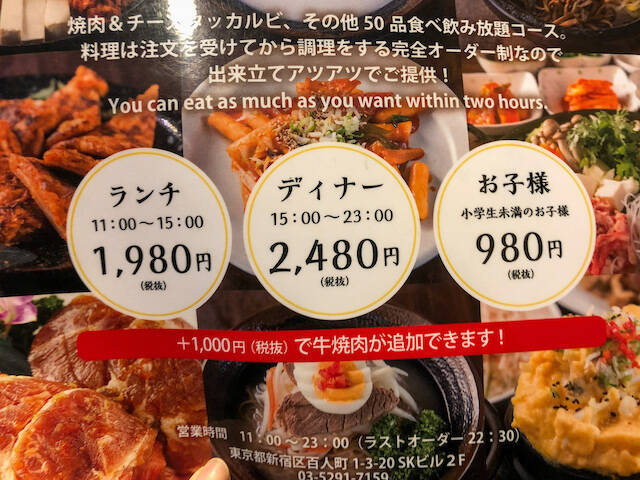 焼肉＆チーズタッカルビ、その他 50 品食べ飲み放題コース。
料理は注文を受けてから調理をする完全オーダー制なので
出来立てアツアツでご提供！
You can eat as much as you want within two hours.
ランチ
11：00～15：00
1,980円
(税抜)
ディナー
15：00～23：00
2,480円
(税抜)
お子様
小学生未満のお子様
980円
(税抜)
+1,000円（税抜）で牛焼肉が追加できます！
営業時間　11：00～23：00（ラストオーダー 22：30）
東京都新宿区百人町 1-3-20 SKビル２F
03-5291-7159